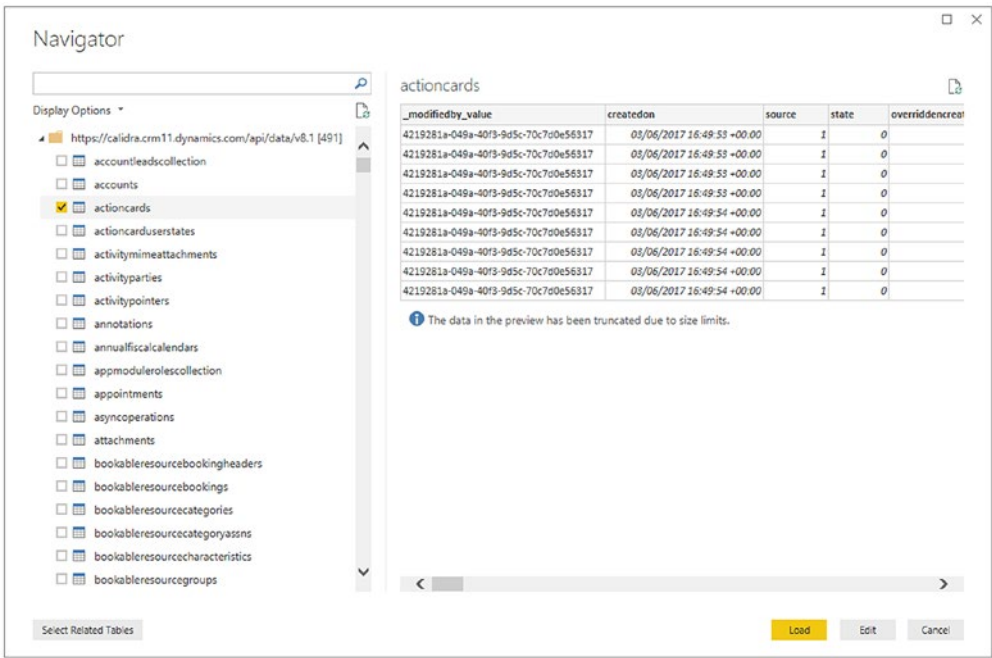 Navigator
Display Options
https://calidra.crm11.dynamics.com/api/data/v8.1 [491]
accountleadscollection
accounts
actioncards
actioncarduserstates
activitymimeattachments
activityparties
activitypointers
annotations
annualfiscalcalendars
appmodulerolescollection
appointments
asyncoperations
attachments
bookableresourcebookingheaders
bookableresourcebookings
bookableresourcecategories
bookableresourcecategoryassns
bookableresourcecharacteristics
bookableresourcegroups
Select Related Tables
actioncards
_modifiedby_value createdon source state overriddencreat
4219281a-049a-40f3-9d5c-70c7d0e56317 03/06/2017 16:49:53 +00:00 1 0
4219281a-049a-40f3-9d5c-70c7d0e56317 03/06/2017 16:49:53 +00:00 1 0
4219281a-049a-40f3-9d5c-70c7d0e56317 03/06/2017 16:49:53 +00:00 1 0
4219281a-049a-40f3-9d5c-70c7d0e56317 03/06/2017 16:49:53 +00:00 1 0
4219281a-049a-40f3-9d5c-70c7d0e56317 03/06/2017 16:49:54 +00:00 1 0
4219281a-049a-40f3-9d5c-70c7d0e56317 03/06/2017 16:49:54 +00:00 1 0
4219281a-049a-40f3-9d5c-70c7d0e56317 03/06/2017 16:49:54 +00:00 1 0
4219281a-049a-40f3-9d5c-70c7d0e56317 03/06/2017 16:49:54 +00:00 1 0
4219281a-049a-40f3-9d5c-70c7d0e56317 03/06/2017 16:49:54 +00:00 1 0
The data in the preview has been truncated due to size limits.
Load Edit Cancel